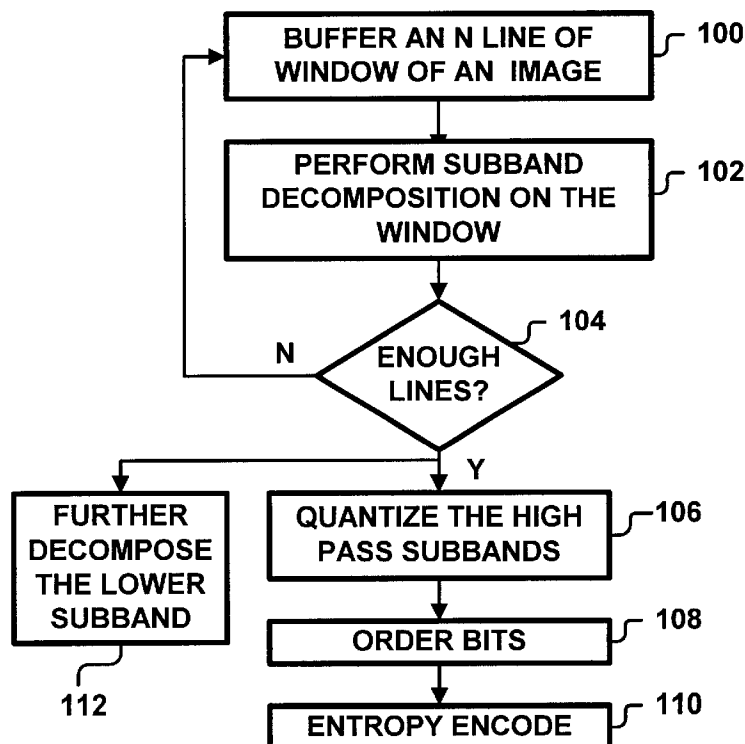 BUFFER AN N LINE OF
WINDOW OF AN IMAGE
100
PERFORM SUBBAND
DECOMPOSITION ON THE
WINDOW
102
ENOUGH
LINES?
104
N
Y
FURTHER
DECOMPOSE
THE LOWER
SUBBAND
112
QUANTIZE THE HIGH
PASS SUBBANDS
106
ORDER BITS
108
ENTROPY ENCODE
110